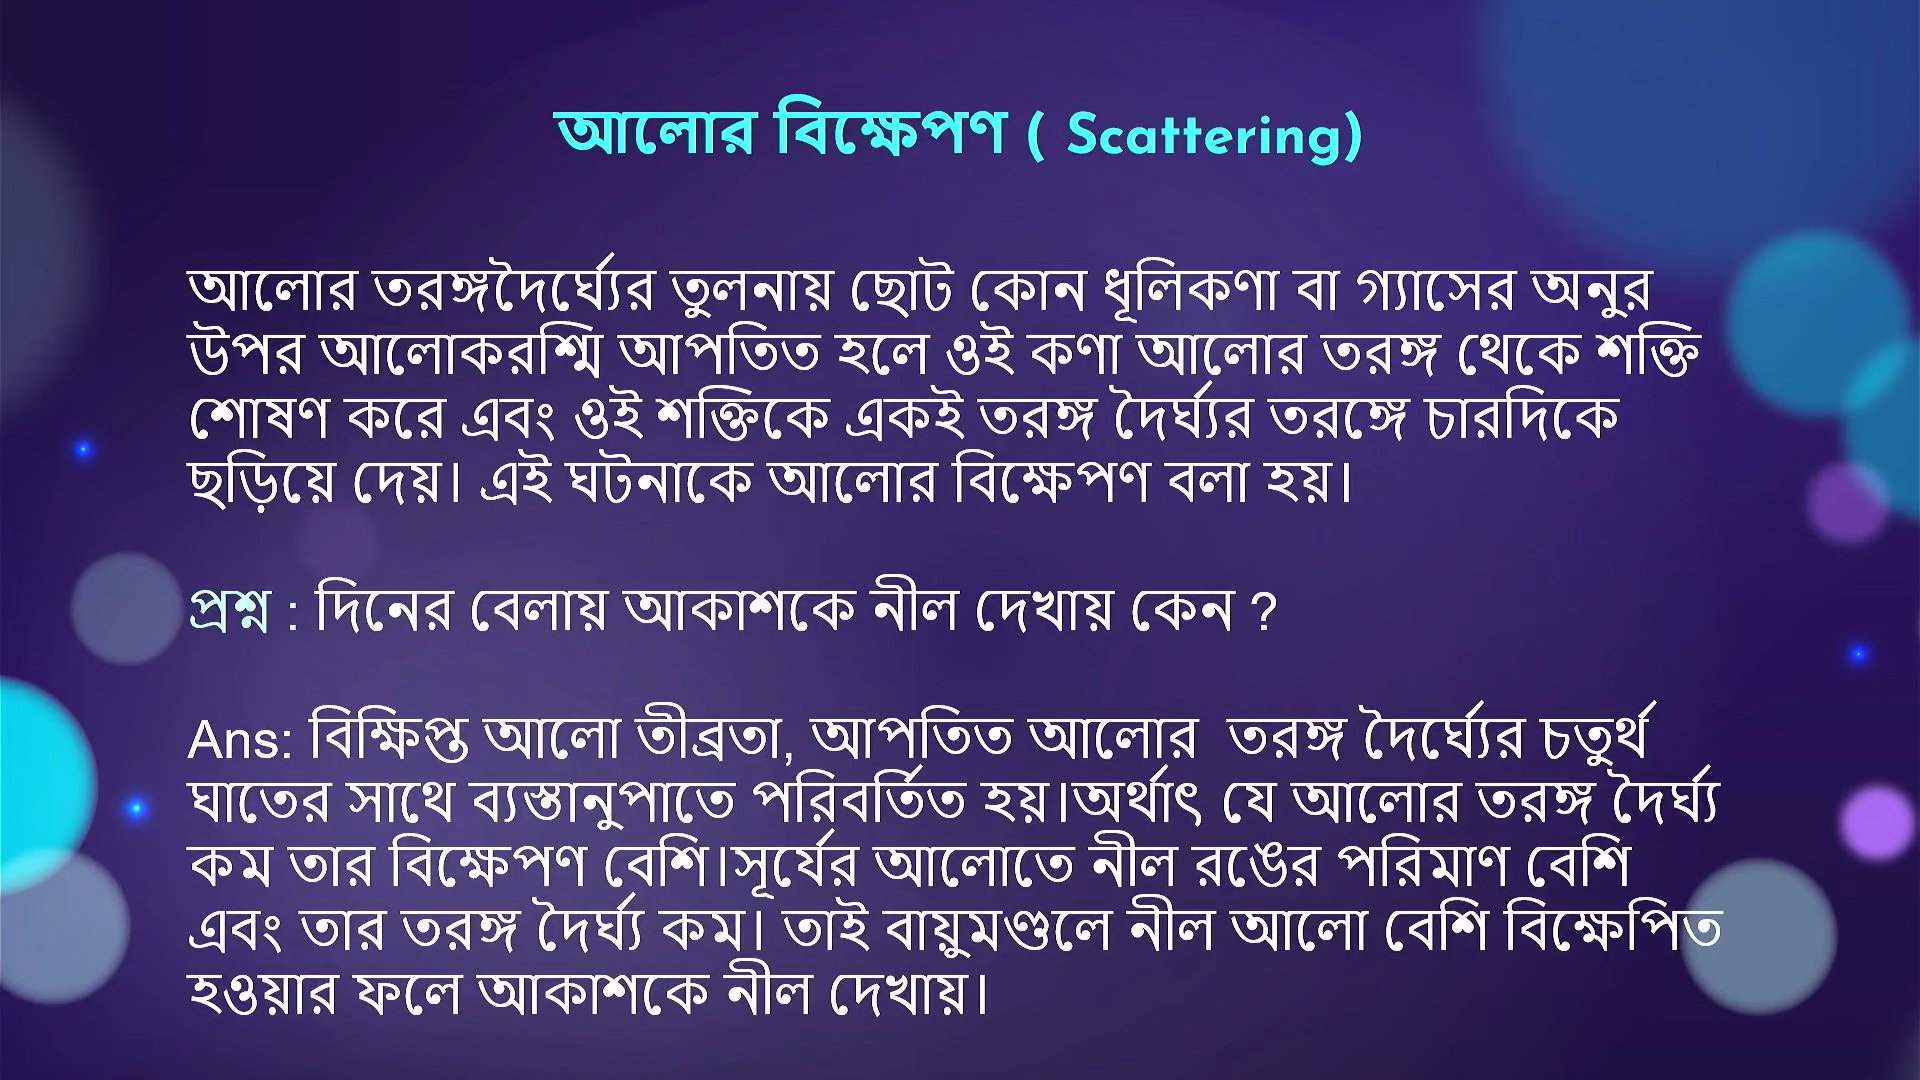 আলোর বিক্ষেপণ ( Scattering)
আলোর তরঙ্গদৈর্ঘ্যের তুলনায় ছোট কোন ধূলিকণা বা গ্যাসের অনুর
উপর আলোকরশ্মি আপতিত হলে ওই কণা আলোর তরঙ্গ থেকে শক্তি
শোষণ করে এবং ওই শক্তিকে একই তরঙ্গ দৈর্ঘ্যর তরঙ্গে চারদিকে
ছড়িয়ে দেয়। এই ঘটনাকে আলোর বিক্ষেপণ বলা হয়।
প্রশ্ন : দিনের বেলায় আকাশকে নীল দেখায় কেন ?
Ans: বিক্ষিপ্ত আলো তীব্রতা, আপতিত আলোর  তরঙ্গ দৈর্ঘ্যের চতুর্থ
ঘাতের সাথে ব্যস্তানুপাতে পরিবর্তিত হয়।অর্থাৎ যে আলোর তরঙ্গ দৈর্ঘ্য
কম তার বিক্ষেপণ বেশি।সূর্যের আলোতে নীল রঙের পরিমাণ বেশি
এবং তার তরঙ্গ দৈর্ঘ্য কম। তাই বায়ুমণ্ডলে নীল আলো বেশি বিক্ষেপিত
হওয়ার ফলে আকাশকে নীল দেখায়।